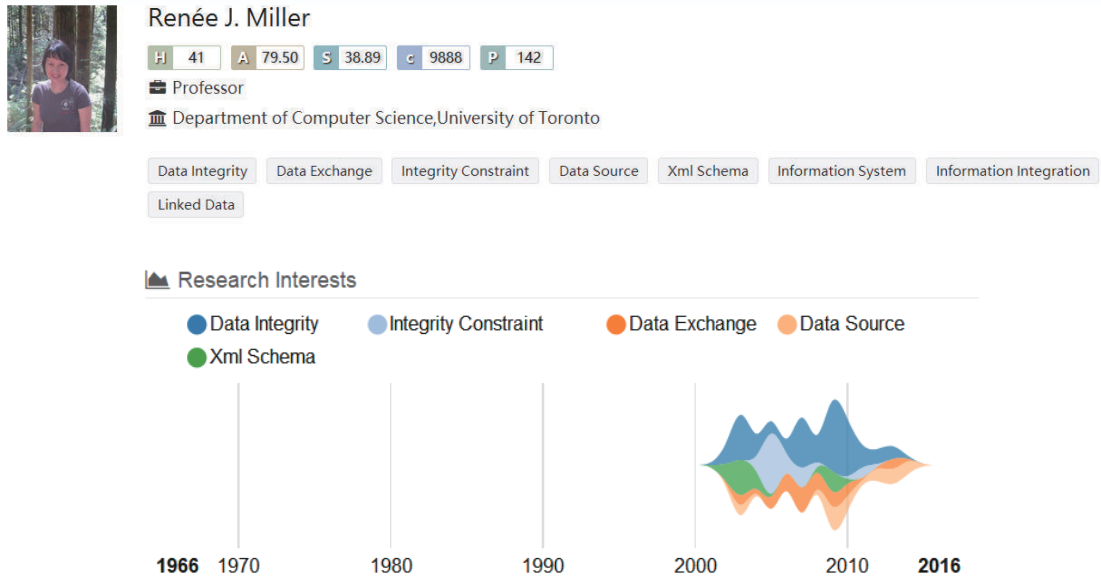 Renée J. Miller
H 41 A 79.50 S 38.89 c 9888 P 142
Professor
Department of Computer Science,University of Toronto
Data Integrity Data Exchange Integrity Constraint Data Source Xml Schema Information System Information Integration
Linked Data
Research Interests
Data Integrity Integrity Constraint Data Exchange Data Source
Xml Schema
1966 1970 1980 1990 2000 2010 2016